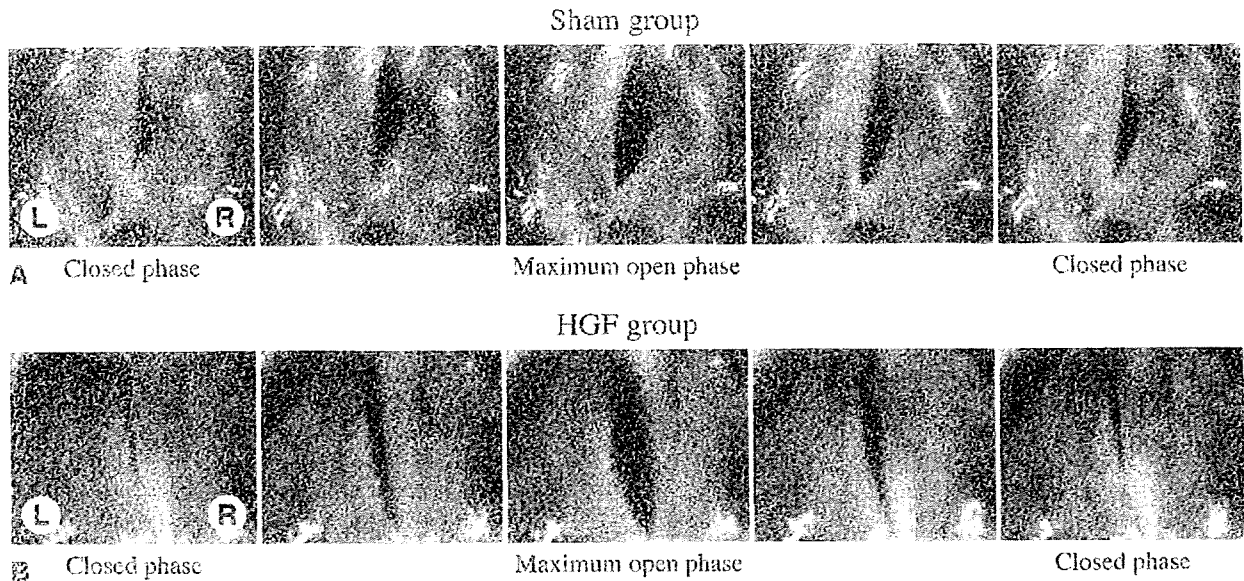 Sham group
L R
A Closed phase Maximum open phase Closed phase
HGF group
L R
B Closed phase Maximum open phase Closed phase